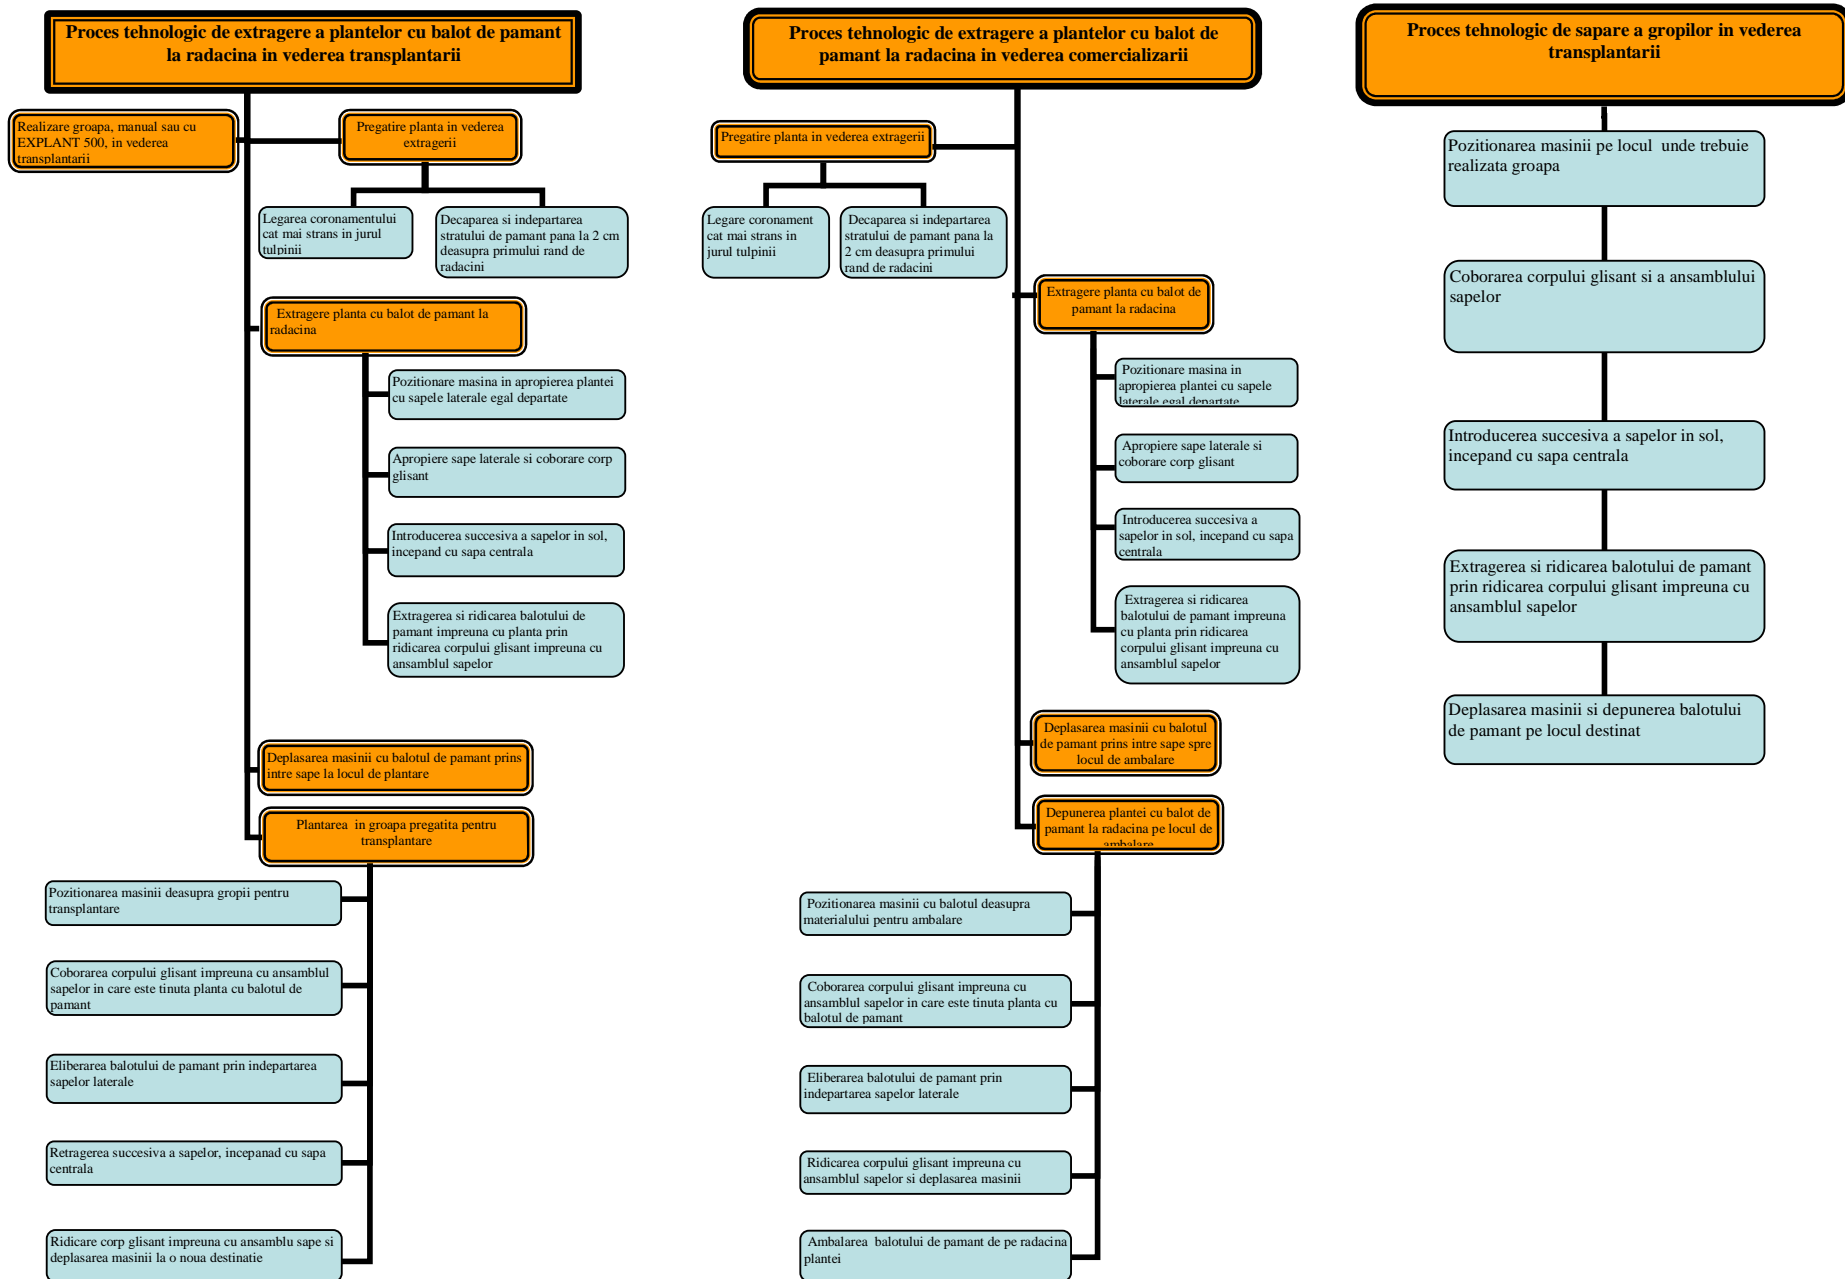 Proces tehnologic de extragere a plantelor cu balot de pamant
la radacina in vederea transplantarii
Realizare groapa, manual sau cu
EXPLANT 500, in vederea
transplantarii
Pregatire planta in vederea
extragerii
Legarea coronamentului
cat mai strans in jurul
tulpinii
Decaparea si indepartarea
stratului de pamant pana la 2 cm
deasupra primului rand de
radacini
Extragere planta cu balot de pamant la
radacina
Pozitionare masina in apropierea plantei
cu sapele laterale egal departate
Apropiere sape laterale si coborare corp
glisant
Introducerea succesiva a sapelor in sol,
incepand cu sapa centrala
Extragerea si ridicarea balotului de
pamant impreuna cu planta prin
ridicarea corpului glisant impreuna cu
ansamblul sapelor
Deplasarea masinii cu balotul de pamant prins
intre sape la locul de plantare
Plantarea in groapa pregatita pentru
transplantare
Pozitionarea masinii deasupra gropii pentru
transplantare
Coborarea corpului glisant impreuna cu ansamblul
sapelor in care este tinuta planta cu balotul de
pamant
Eliberarea balotului de pamant prin indepartarea
sapelor laterale
Retragerea succesiva a sapelor, incepanad cu sapa
centrala
Ridicare corp glisant impreuna cu ansamblu sape si
deplasarea masinii la o noua destinatie
Proces tehnologic de extragere a plantelor cu balot de
pamant la radacina in vederea comercializarii
Pregatire planta in vederea extragerii
Legare coronament
cat mai strans in
jurul tulpinii
Decaparea si indepartarea
stratului de pamant pana la
2 cm deasupra primului
rand de radacini
Extragere planta cu balot de
pamant la radacina
Pozitionare masina in
apropierea plantei cu sapele
laterale egal departate
Apropiere sape laterale si
coborare corp glisant
Introducerea succesiva a
sapelor in sol, incepand cu sapa
centrala
Extragerea si ridicarea
balotului de pamant impreuna
cu planta prin ridicarea
corpului glisant impreuna cu
ansamblul sapelor
Deplasarea masinii cu balotul
de pamant prins intre sape spre
locul de ambalare
Depunerea plantei cu balot de
pamant la radacina pe locul de
ambalare
Pozitionarea masinii cu balotul deasupra
materialului pentru ambalare
Coborarea corpului glisant impreuna cu
ansamblul sapelor in care este tinuta planta cu
balotul de pamant
Eliberarea balotului de pamant prin
indepartarea sapelor laterale
Ridicarea corpului glisant impreuna cu
ansamblul sapelor si deplasarea masinii
Ambalarea balotului de pamant de pe radacina
plantei
Proces tehnologic de sapare a gropilor in vederea
transplantarii
Pozitionarea masinii pe locul unde trebuie
realizata groapa
Coborarea corpului glisant si a ansamblului
sapelor
Introducerea succesiva a sapelor in sol,
incepand cu sapa centrala
Extragerea si ridicarea balotului de pamant
prin ridicarea corpului glisant impreuna cu
ansamblul sapelor
Deplasarea masinii si depunerea balotului
de pamant pe locul destinat